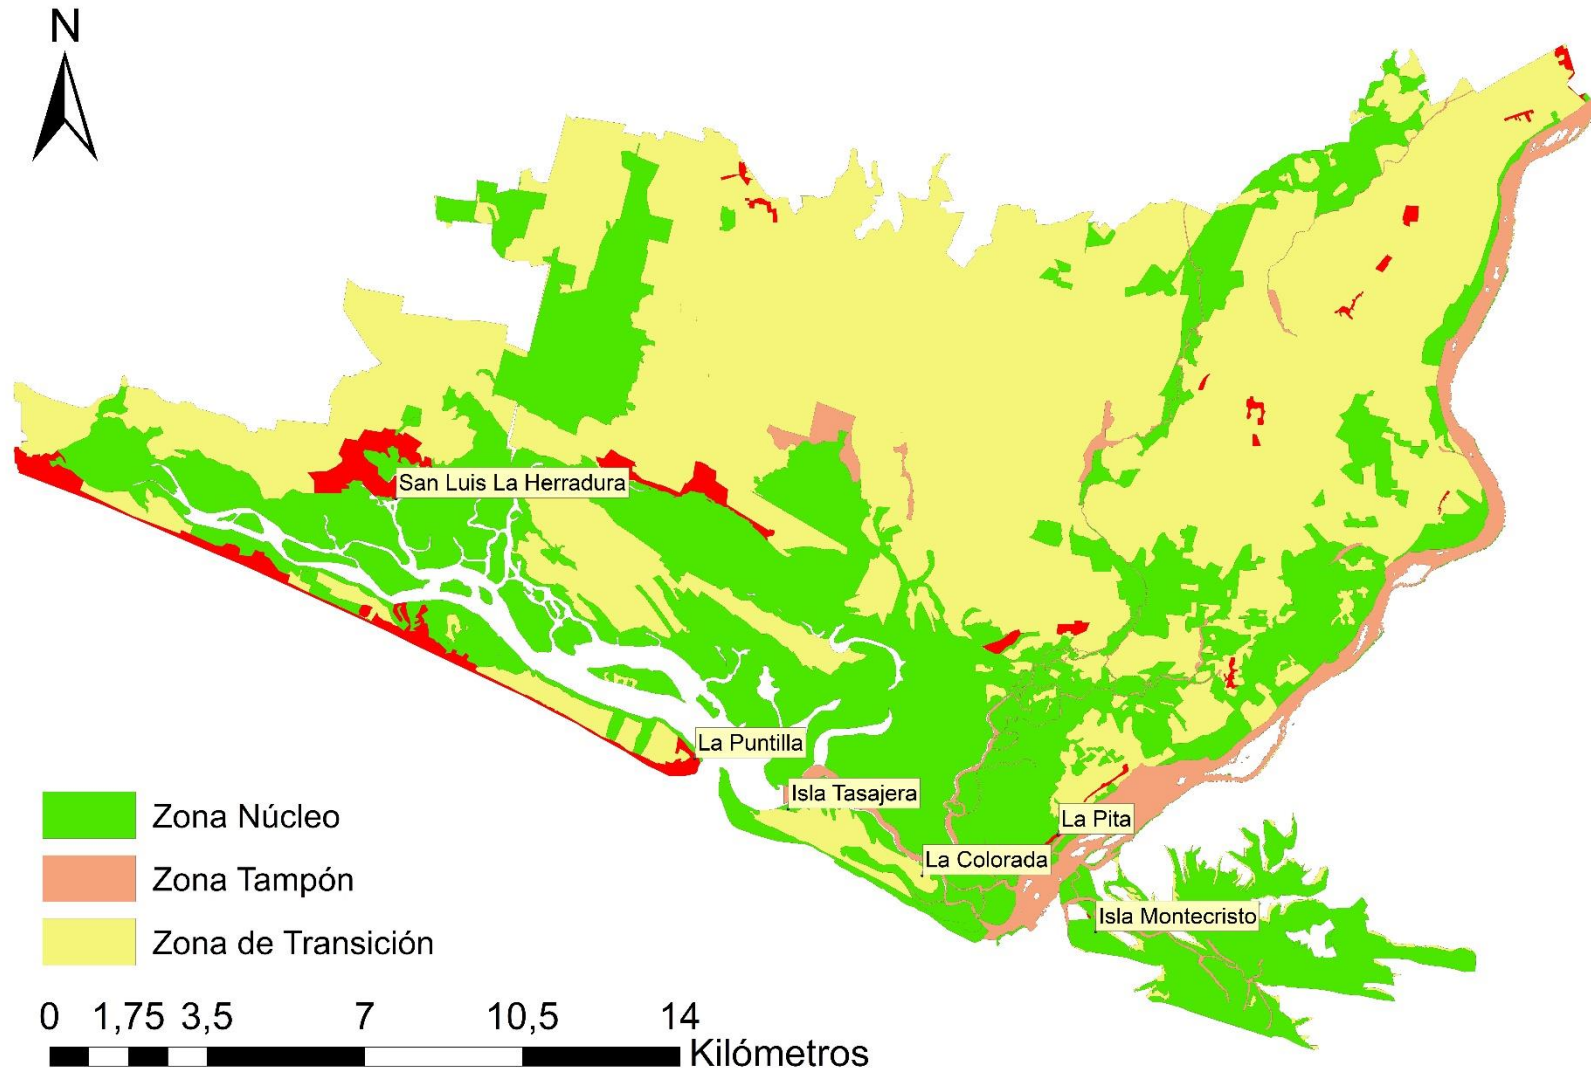 N
San Luis La Herradura
La Puntilla
Isla Tasajera
La Pita
La Colorada
Isla Montecristo
Zona Núcleo
Zona Tampón
Zona de Transición
0 1,75 3,5 7 10,5 14
Kilómetros